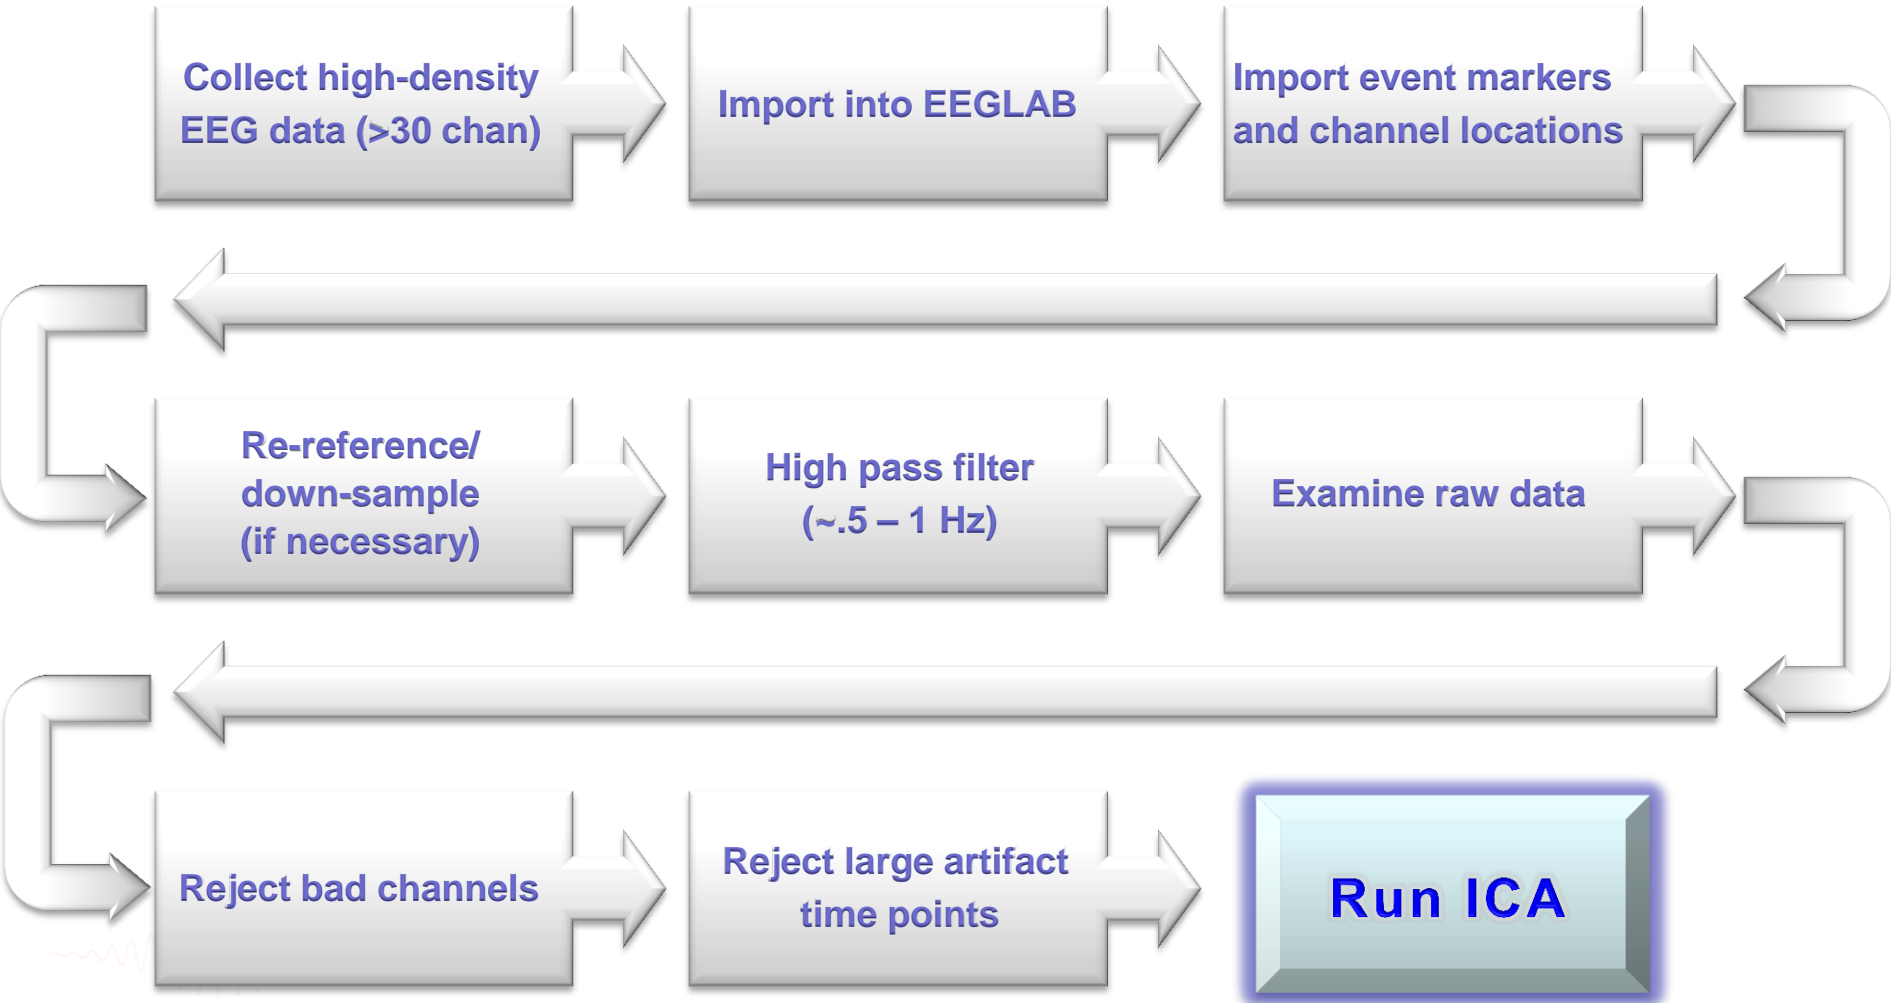 Collect high-density
EEG data (>30 chan)
Import into EEGLAB
Import event markers
and channel locations
Re-reference/
down-sample
(if necessary)
High pass filter
(~.5 – 1 Hz)
Examine raw data
Reject bad channels
Reject large artifact
time points
Run ICA